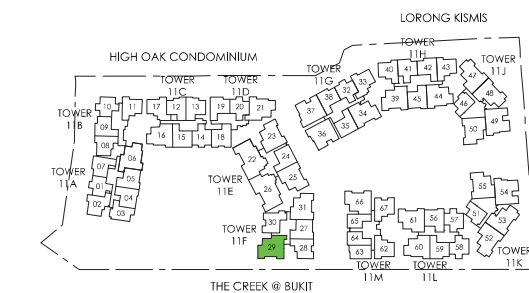 LORONG KISMIS
HIGH OAK CONDOMINIUM
TOWER
11H
TOWER
11G
TOWER
11J
TOWER
11C
TOWER
11D
TOWER
11B
40 41 42 43
47
48
46
39 45 44
50 49
33
32
38
37
34
35
36
10 11
17 12 13
19 20 21
09
08
16 15 14 18
23
22
24
25
26
TOWER
11E
TOWER
11A
07
06
01
05
02
04
03
TOWER
11F
31
30
27
29
28
66
67
65
64
63
62
61 56 57
60 59 58
55
54
51
53
52
TOWER
11M
TOWER
11L
TOWER
11K
THE CREEK @ BUKIT